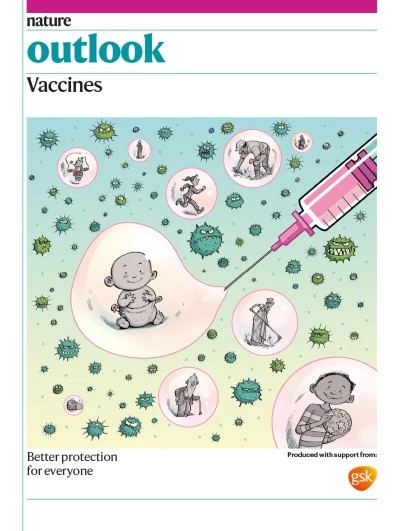 nature
outlook
Vaccines
Better protection
for everyone
Produced with support from:
gsk